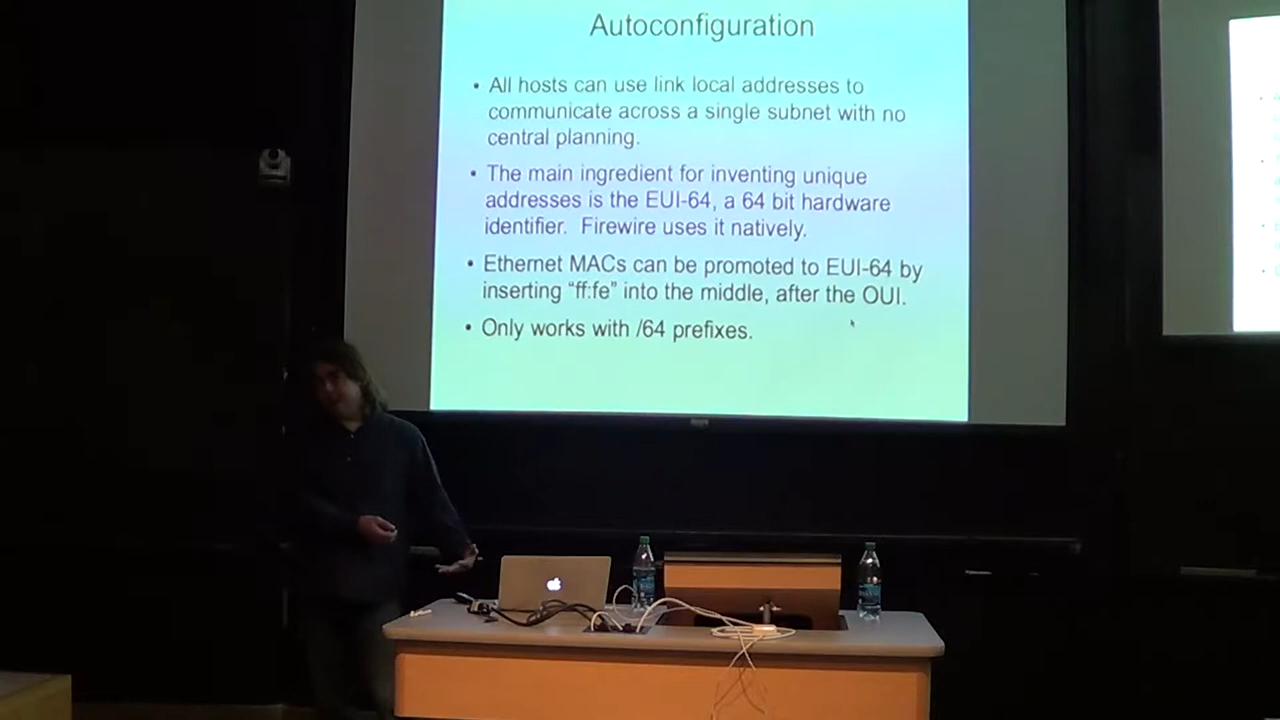 Autoconfiguration
• All hosts can use link local addresses to
communicate across a single subnet with no
central planning.
• The main ingredient for inventing unique
addresses is the EUI-64, a 64 bit hardware
identifier. Firewire uses it natively.
• Ethernet MACs can be promoted to EUI-64 by
inserting “ff:fe” into the middle, after the OUI.
• Only works with /64 prefixes.